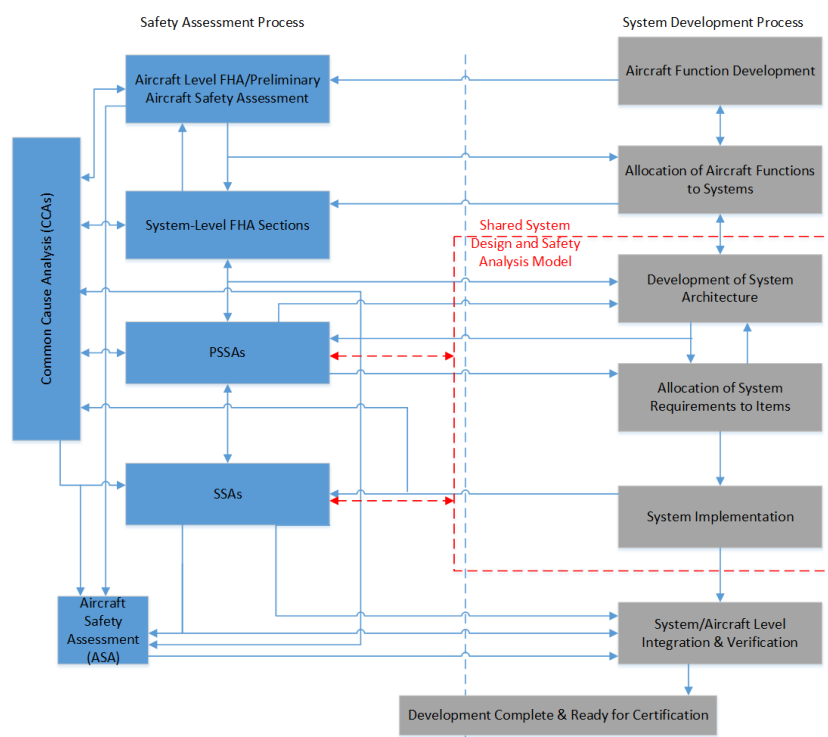 Safety Assessment Process
System Development Process
Aircraft Level FHA/Preliminary
Aircraft Safety Assessment
Aircraft Function Development
Allocation of Aircraft Functions
to Systems
Common Cause Analysis (CCAs)
System-Level FHA Sections
Shared System
Design and Safety
Analysis Model
Development of System
Architecture
PSSAs
Allocation of System
Requirements to Items
SSAs
System Implementation
Aircraft
Safety
Assessment
(ASA)
System/Aircraft Level
Integration & Verification
Development Complete & Ready for Certification